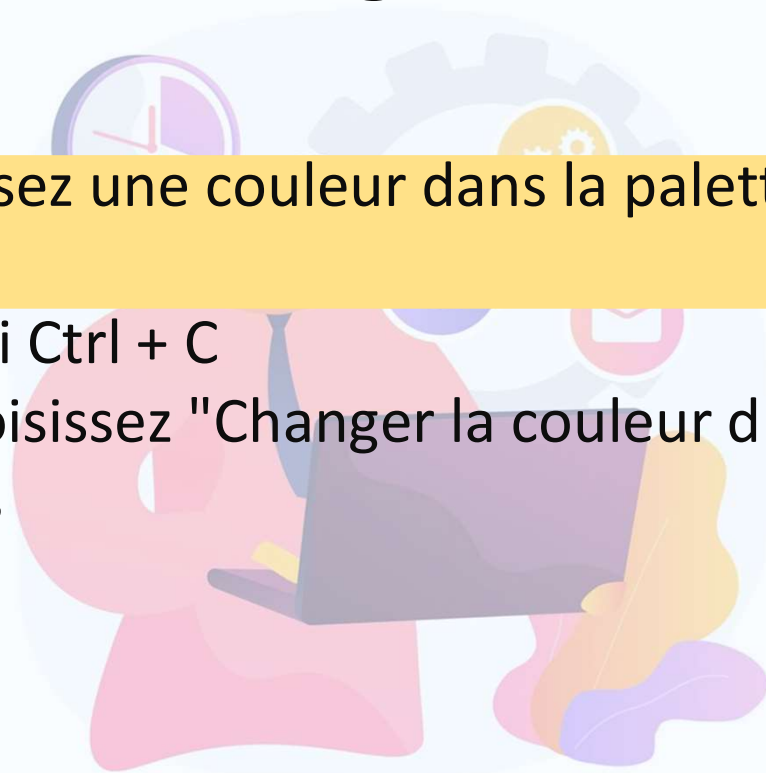 sez une couleur dans la palett
i Ctrl + C
oisissez "Changer la couleur d